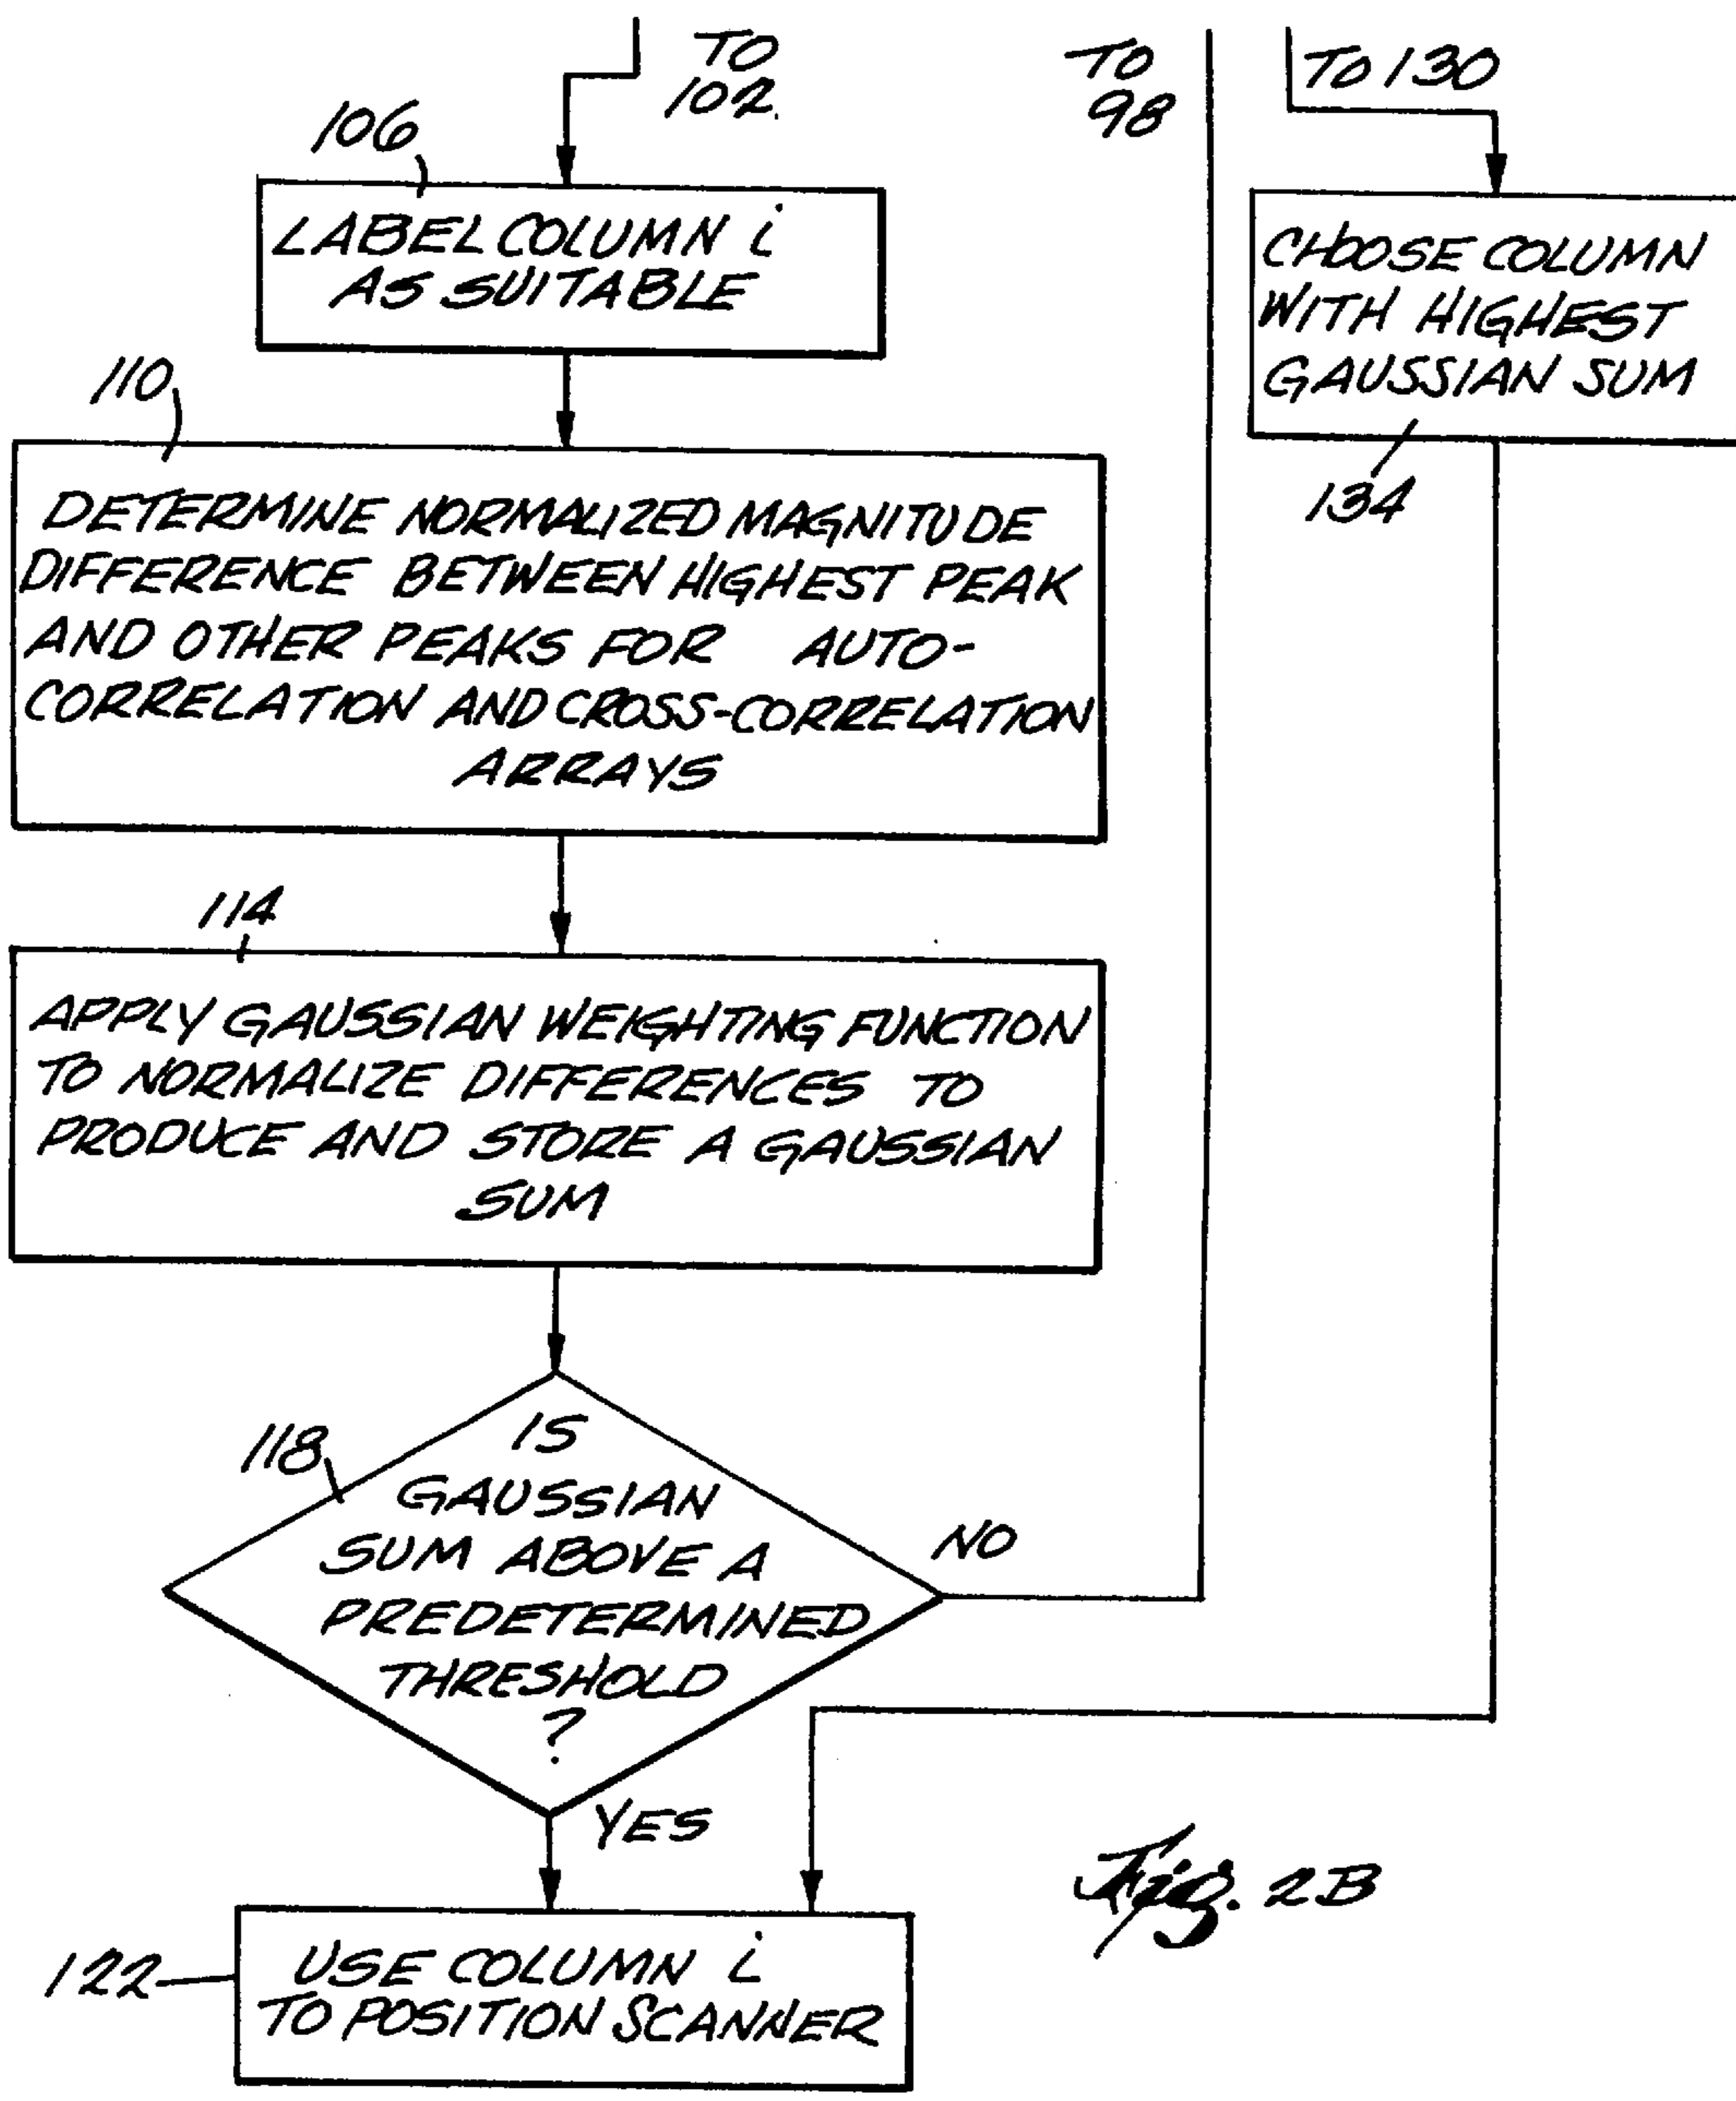 TO
102.
TO
98
TO 130
106
LABEL COLUMN i
AS SUITABLE
CHOOSE COLUMN
WITH HIGHEST
GAUSSIAN SUM
134
110
DETERMINE NORMALIZED MAGNITUDE
DIFFERENCE BETWEEN HIGHEST PEAK
AND OTHER PEAKS FOR AUTO-
CORRELATION AND CROSS-CORRELATION
ARRAYS
114
APPLY GAUSSIAN WEIGHTING FUNCTION
TO NORMALIZE DIFFERENCES TO
PRODUCE AND STORE A GAUSSIAN
SUM
118
IS
GAUSSIAN
SUM ABOVE A
PREDETERMINED
THRESHOLD
?
NO
YES
122
USE COLUMN i
TO POSITION SCANNER
Fig. 2B